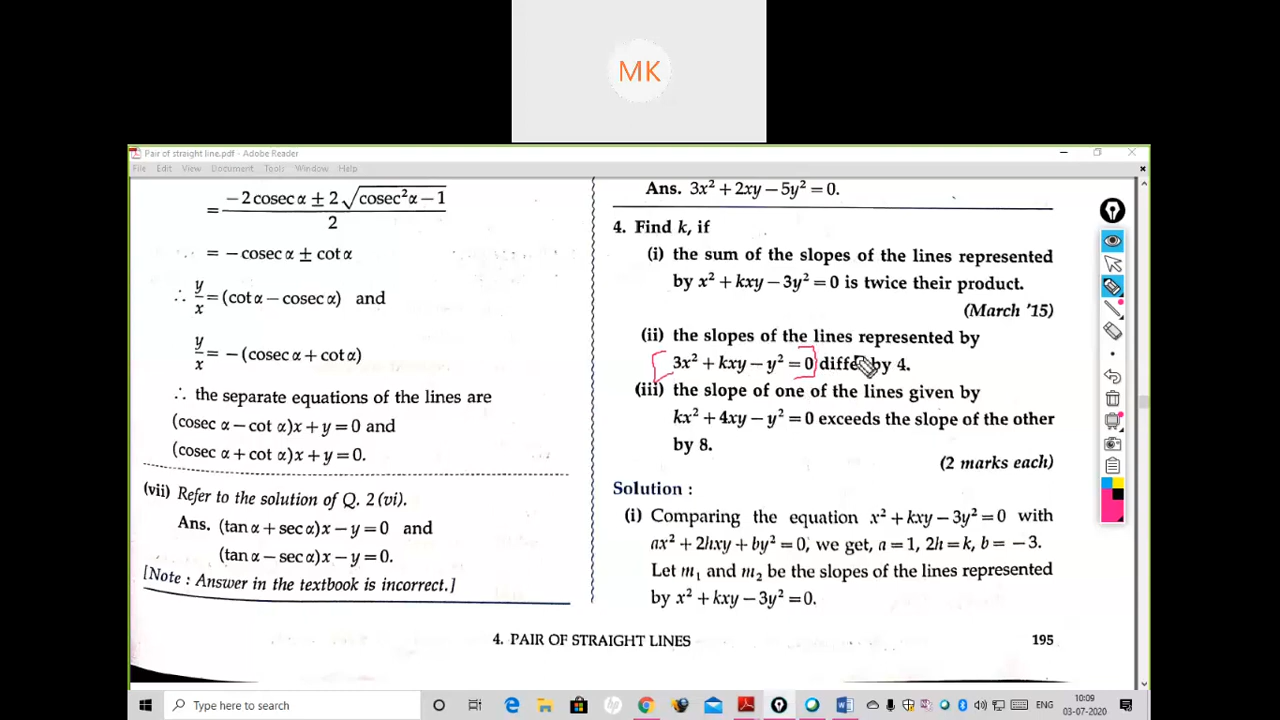 MK
Pair of straight line.pdf - Adobe Reader
File Edit View Document Tools Window Help
= −2 cosec α ± 2 √(cosec²α − 1) / 2
= − cosec α ± cot α
∴ y/x = (cot α − cosec α) and
y/x = − (cosec α + cot α)
∴ the separate equations of the lines are
(cosec α − cot α)x + y = 0 and
(cosec α + cot α)x + y = 0.
(vii) Refer to the solution of Q. 2 (vi).
Ans. (tan α + sec α)x − y = 0 and
(tan α − sec α)x − y = 0.
[Note : Answer in the textbook is incorrect.]
Ans. 3x² + 2xy − 5y² = 0.
4. Find k, if
(i) the sum of the slopes of the lines represented
by x² + kxy − 3y² = 0 is twice their product.
(March '15)
(ii) the slopes of the lines represented by
3x² + kxy − y² = 0 differ by 4.
(iii) the slope of one of the lines given by
kx² + 4xy − y² = 0 exceeds the slope of the other
by 8.
(2 marks each)
Solution :
(i) Comparing the equation x² + kxy − 3y² = 0 with
ax² + 2hxy + by² = 0, we get, a = 1, 2h = k, b = −3.
Let m₁ and m₂ be the slopes of the lines represented
by x² + kxy − 3y² = 0.
4. PAIR OF STRAIGHT LINES 195
Type here to search
ENG
10:09
03-07-2020